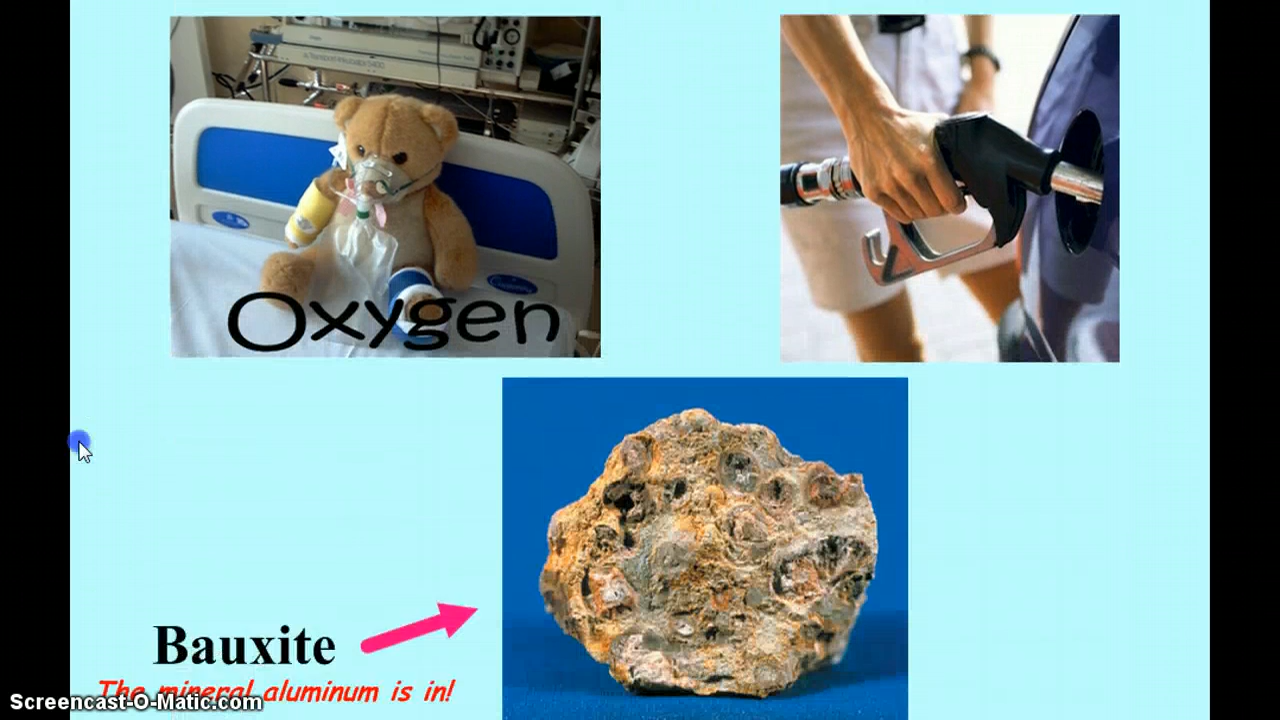 Oxygen
Bauxite
The mineral aluminum is in!
Screencast-O-Matic.com